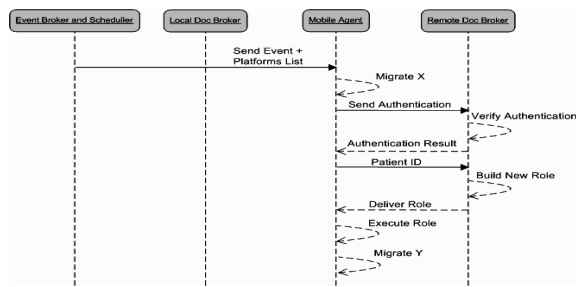 Event Broker and Scheduller
Local Doc Broker
Mobile Agent
Remote Doc Broker
Send Event +
Platforms List
Migrate X
Send Authentication
Verify Authentication
Authentication Result
Patient ID
Build New Role
Deliver Role
Execute Role
Migrate Y